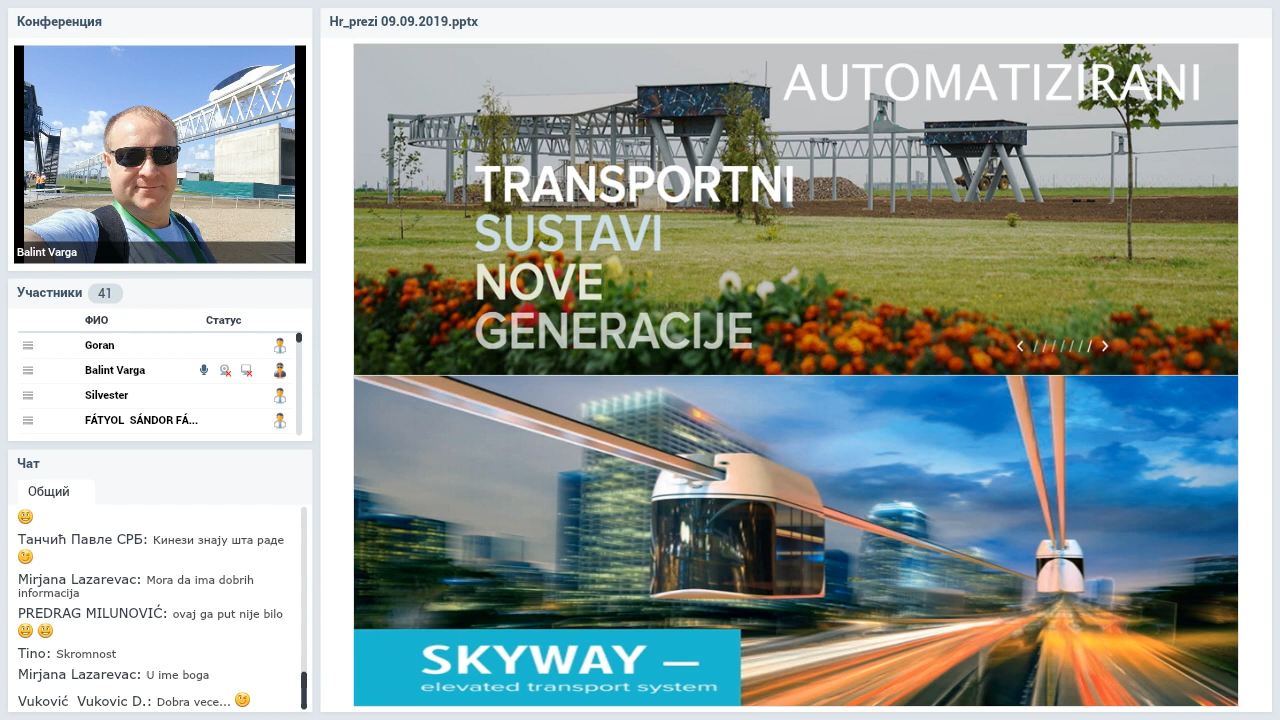 Конференция
Balint Varga
Участники 41
ФИО Статус
Goran
Balint Varga
Silvester
FÁTYOL SÁNDOR FÁ...
Чат
Общий
Танчић Павле СРБ: Кинези знају шта раде
Mirjana Lazarevac: Mora da ima dobrih
informacija
PREDRAG MILUNOVIĆ: ovaj ga put nije bilo
Tino: Skromnost
Mirjana Lazarevac: U ime boga
Vuković Vukovic D.: Dobra vece...
Hr_prezi 09.09.2019.pptx
AUTOMATIZIRANI
TRANSPORTNI
SUSTAVI
NOVE
GENERACIJE
SKYWAY —
elevated transport system